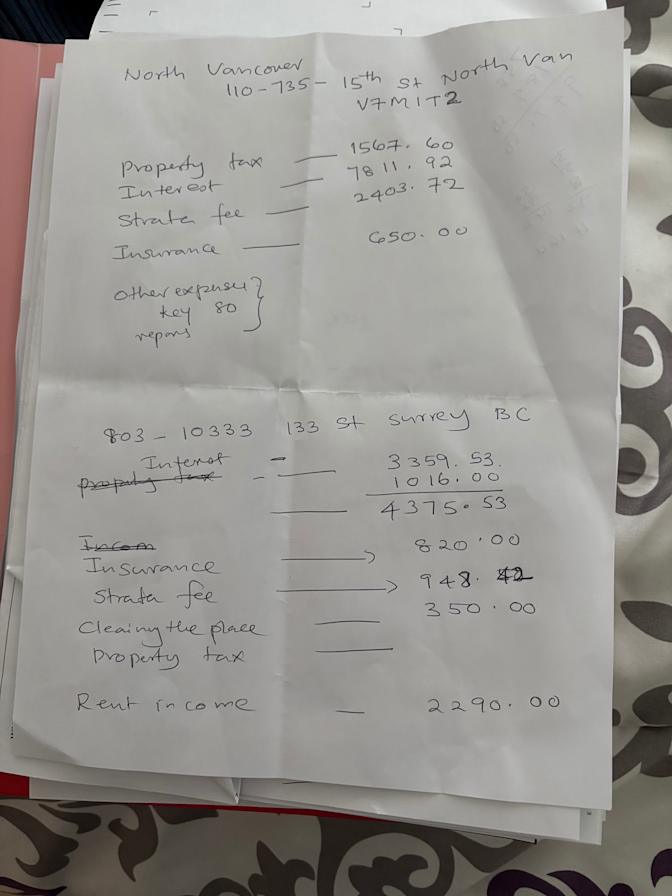 North Vancouver
110-735- 15th St North Van
V7M1T2
Property tax — 1567.60
Interest — 7811.92
Strata fee — 2403.72
Insurance — 650.00
Other expenses
key 80
repairs
803 - 10333 133 St Surrey BC
Interest - — 3359.53.
property tax - 1016.00
— 4375.53
Incom
Insurance → 820.00
Strata fee → 948.42
Cleaing the place — 350.00
Property tax —
Rent income — 2290.00